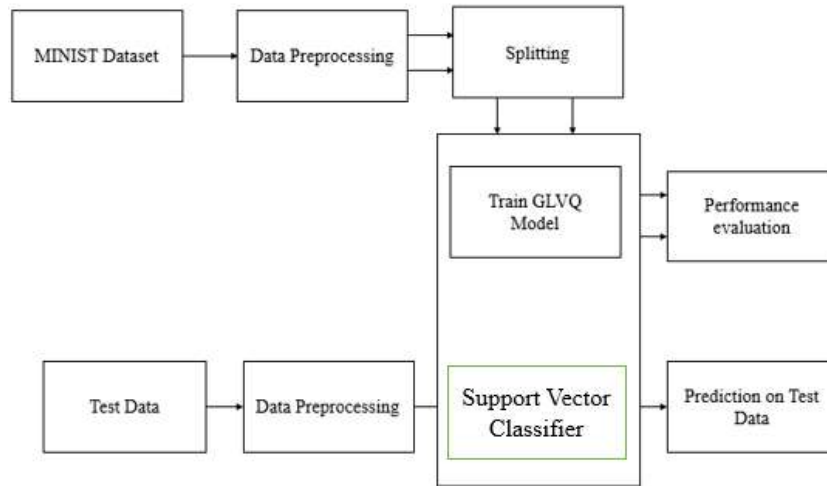 MINIST Dataset
Data Preprocessing
Splitting
Train GLVQ
Model
Performance
evaluation
Test Data
Data Preprocessing
Support Vector
Classifier
Prediction on Test
Data